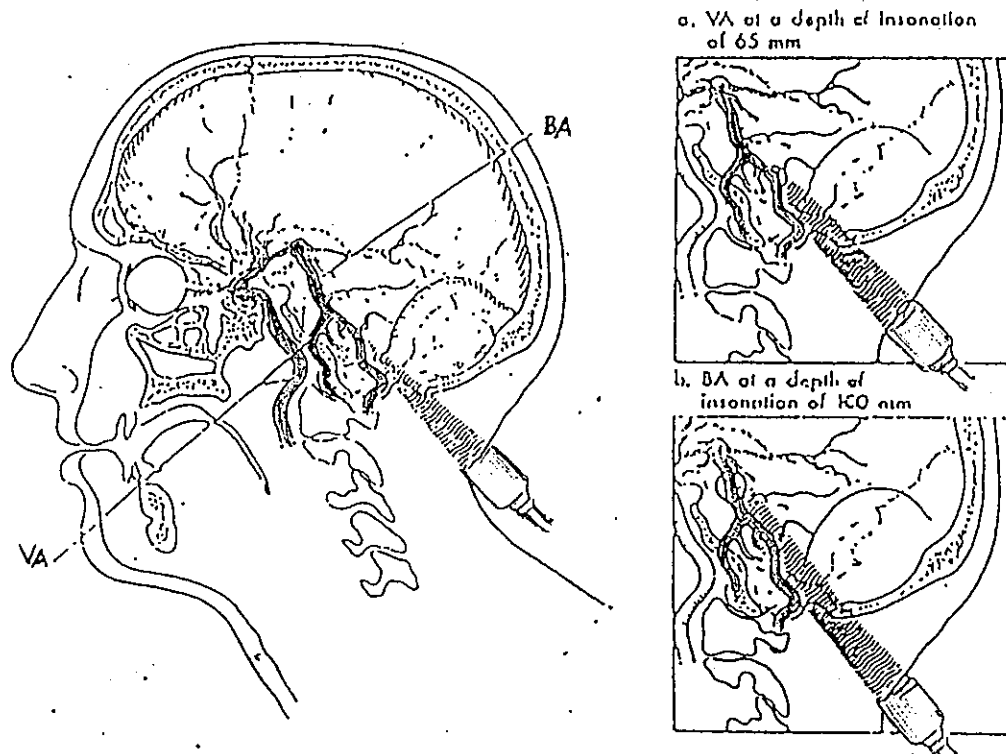 a. VA at a depth of insonation
of 65 mm
BA
b. BA at a depth of
insonation of 100 mm
VA